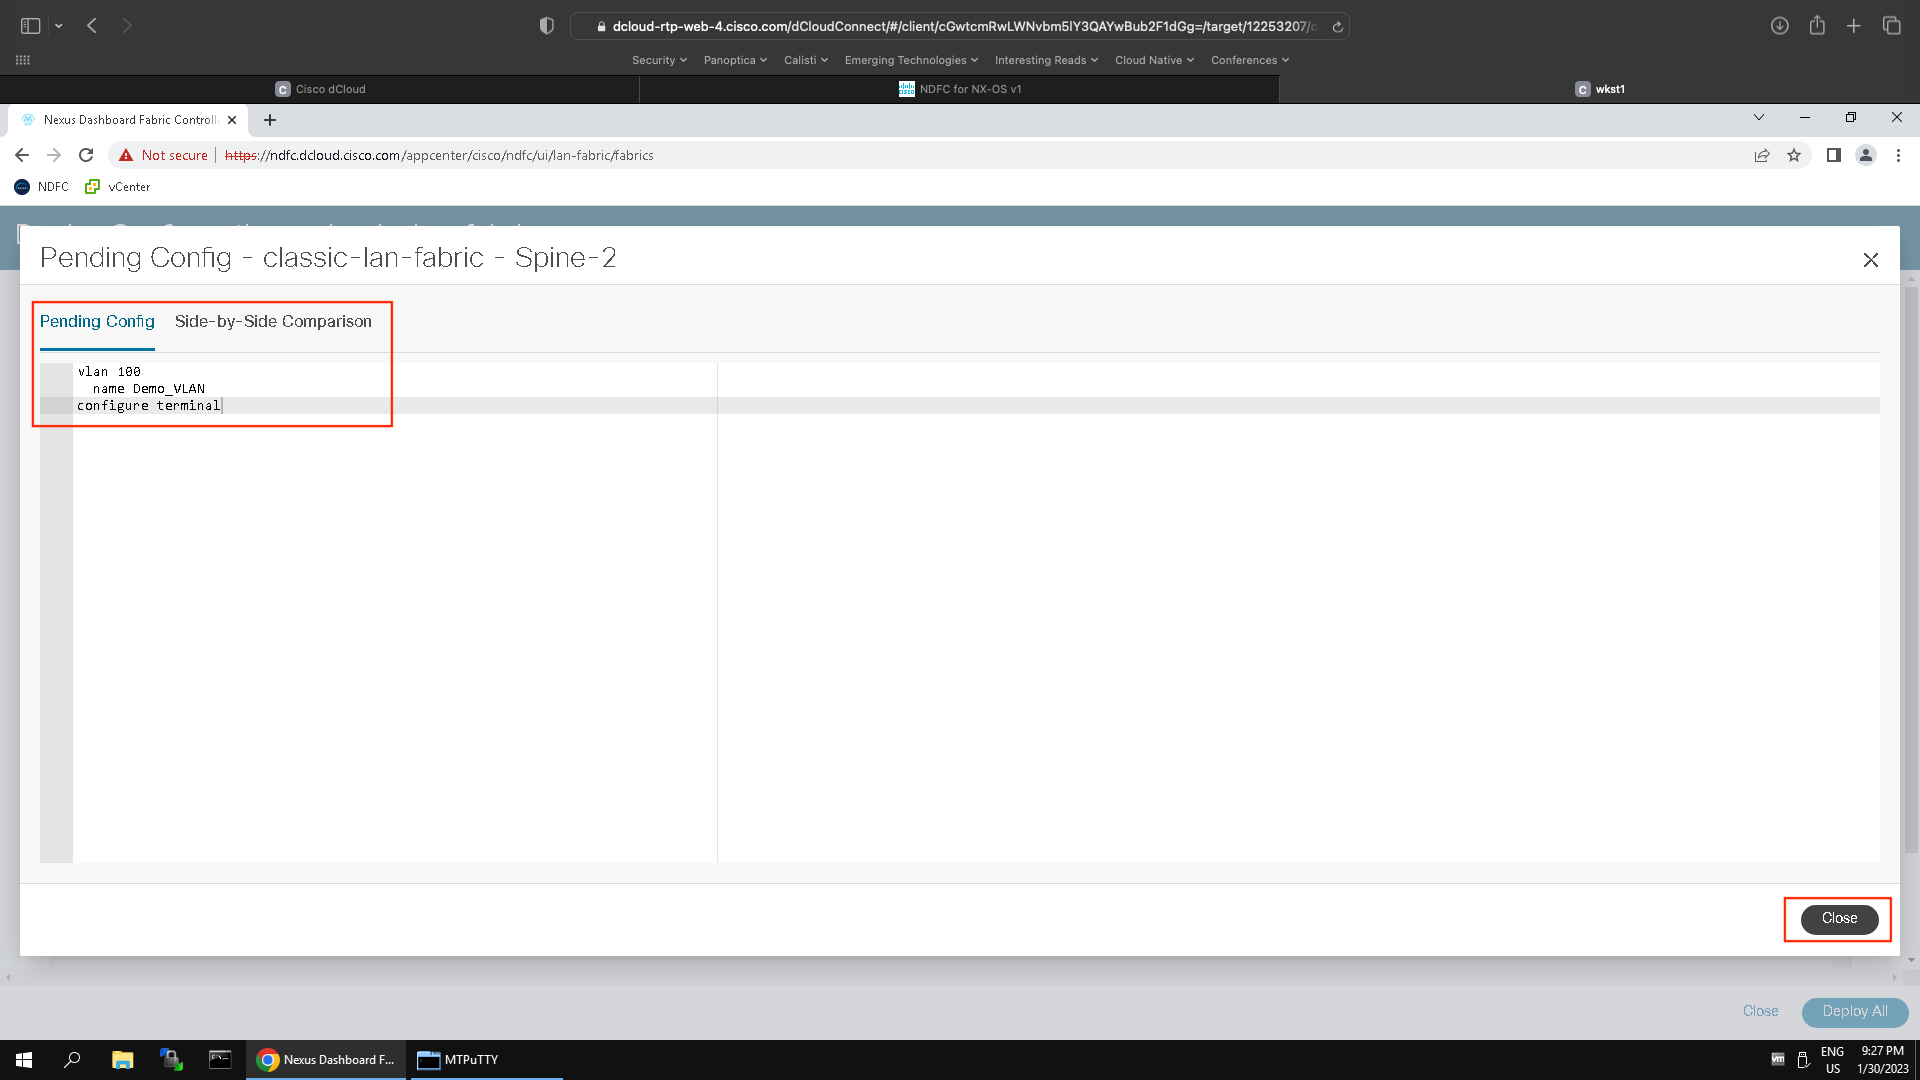 dcloud-rtp-web-4.cisco.com/dCloudConnect/#/client/cGwtcmRwLWNvbm5lY3QAYwBub2F1dGg=/target/12253207/c
Security Panoptica Calisti Emerging Technologies Interesting Reads Cloud Native Conferences
C Cisco dCloud
NDFC for NX-OS v1
C wkst1
Nexus Dashboard Fabric Controll
Not secure https://ndfc.dcloud.cisco.com/appcenter/cisco/ndfc/ui/lan-fabric/fabrics
NDFC vCenter
Pending Config - classic-lan-fabric - Spine-2
Pending Config Side-by-Side Comparison
vlan 100
name Demo_VLAN
configure terminal
Close
Close Deploy All
Nexus Dashboard F... MTPuTTY
vm
ENG
US
9:27 PM
1/30/2023